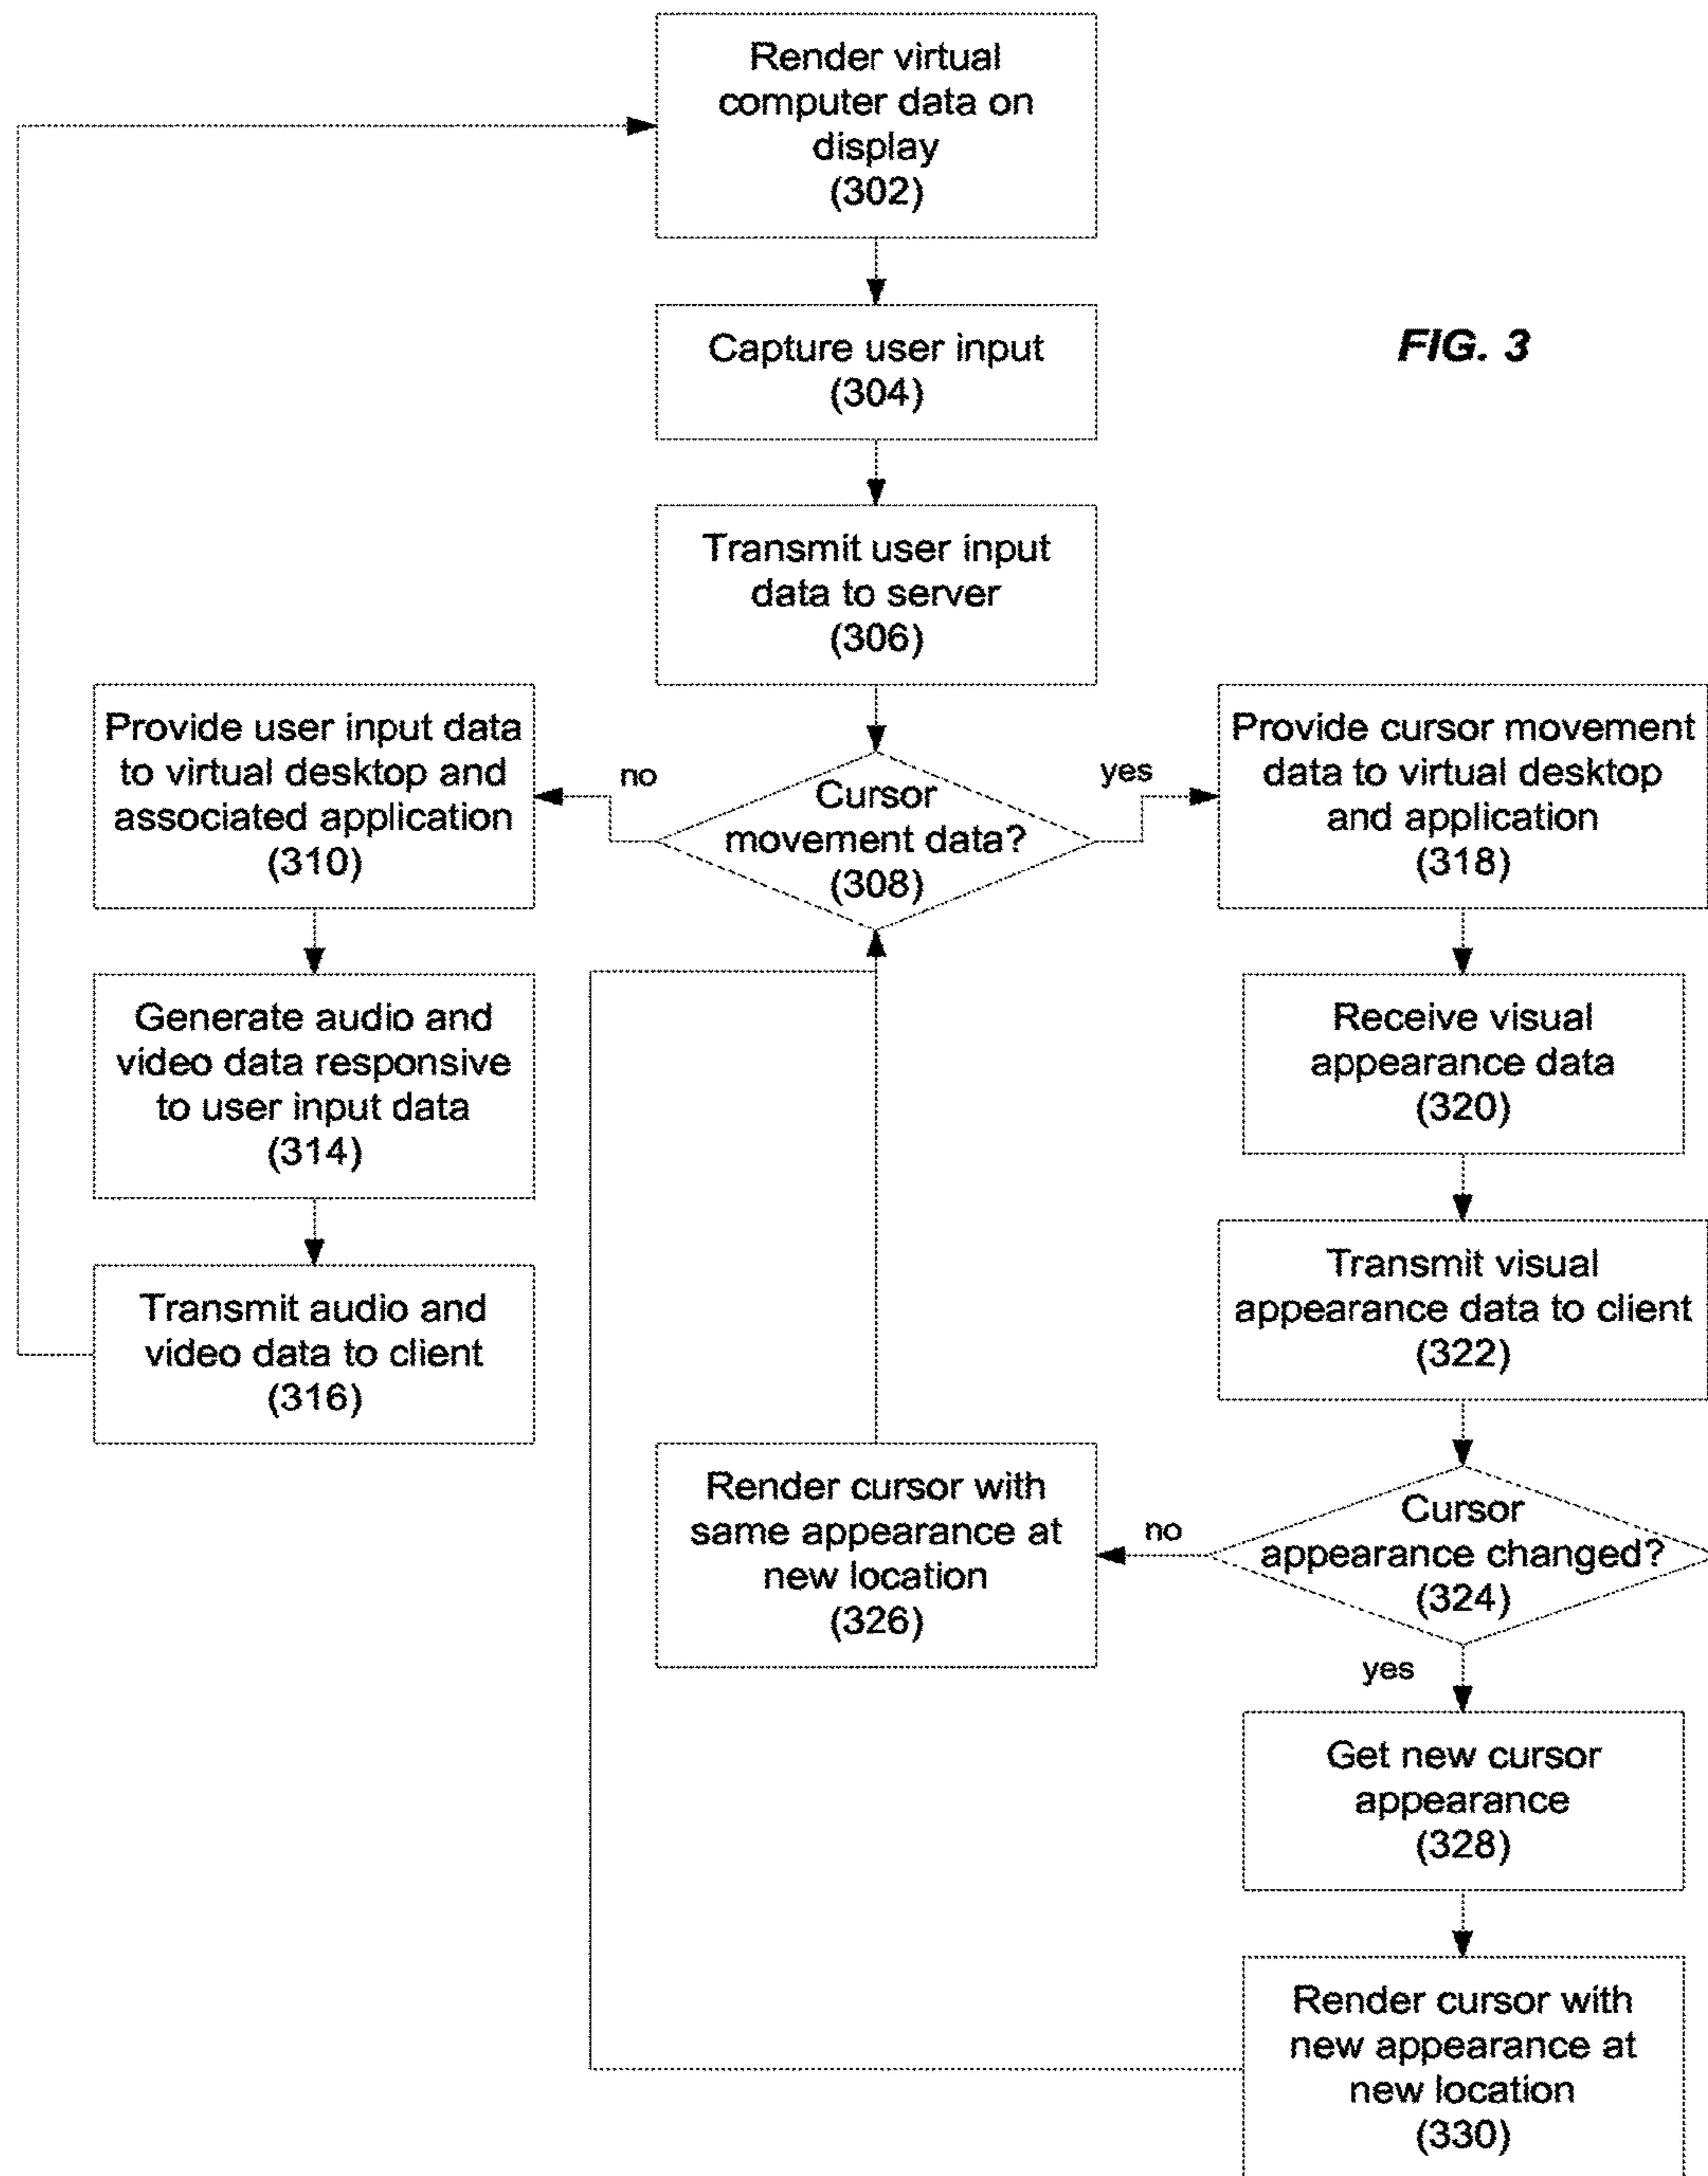 Render virtual
computer data on
display
(302)
Capture user input
(304)
FIG. 3
Transmit user input
data to server
(306)
Provide user input data
to virtual desktop and
associated application
(310)
no
Cursor
movement data?
(308)
yes
Provide cursor movement
data to virtual desktop
and application
(318)
Generate audio and
video data responsive
to user input data
(314)
Receive visual
appearance data
(320)
Transmit audio and
video data to client
(316)
Transmit visual
appearance data to client
(322)
Render cursor with
same appearance at
new location
(326)
no
Cursor
appearance changed?
(324)
yes
Get new cursor
appearance
(328)
Render cursor with
new appearance at
new location
(330)